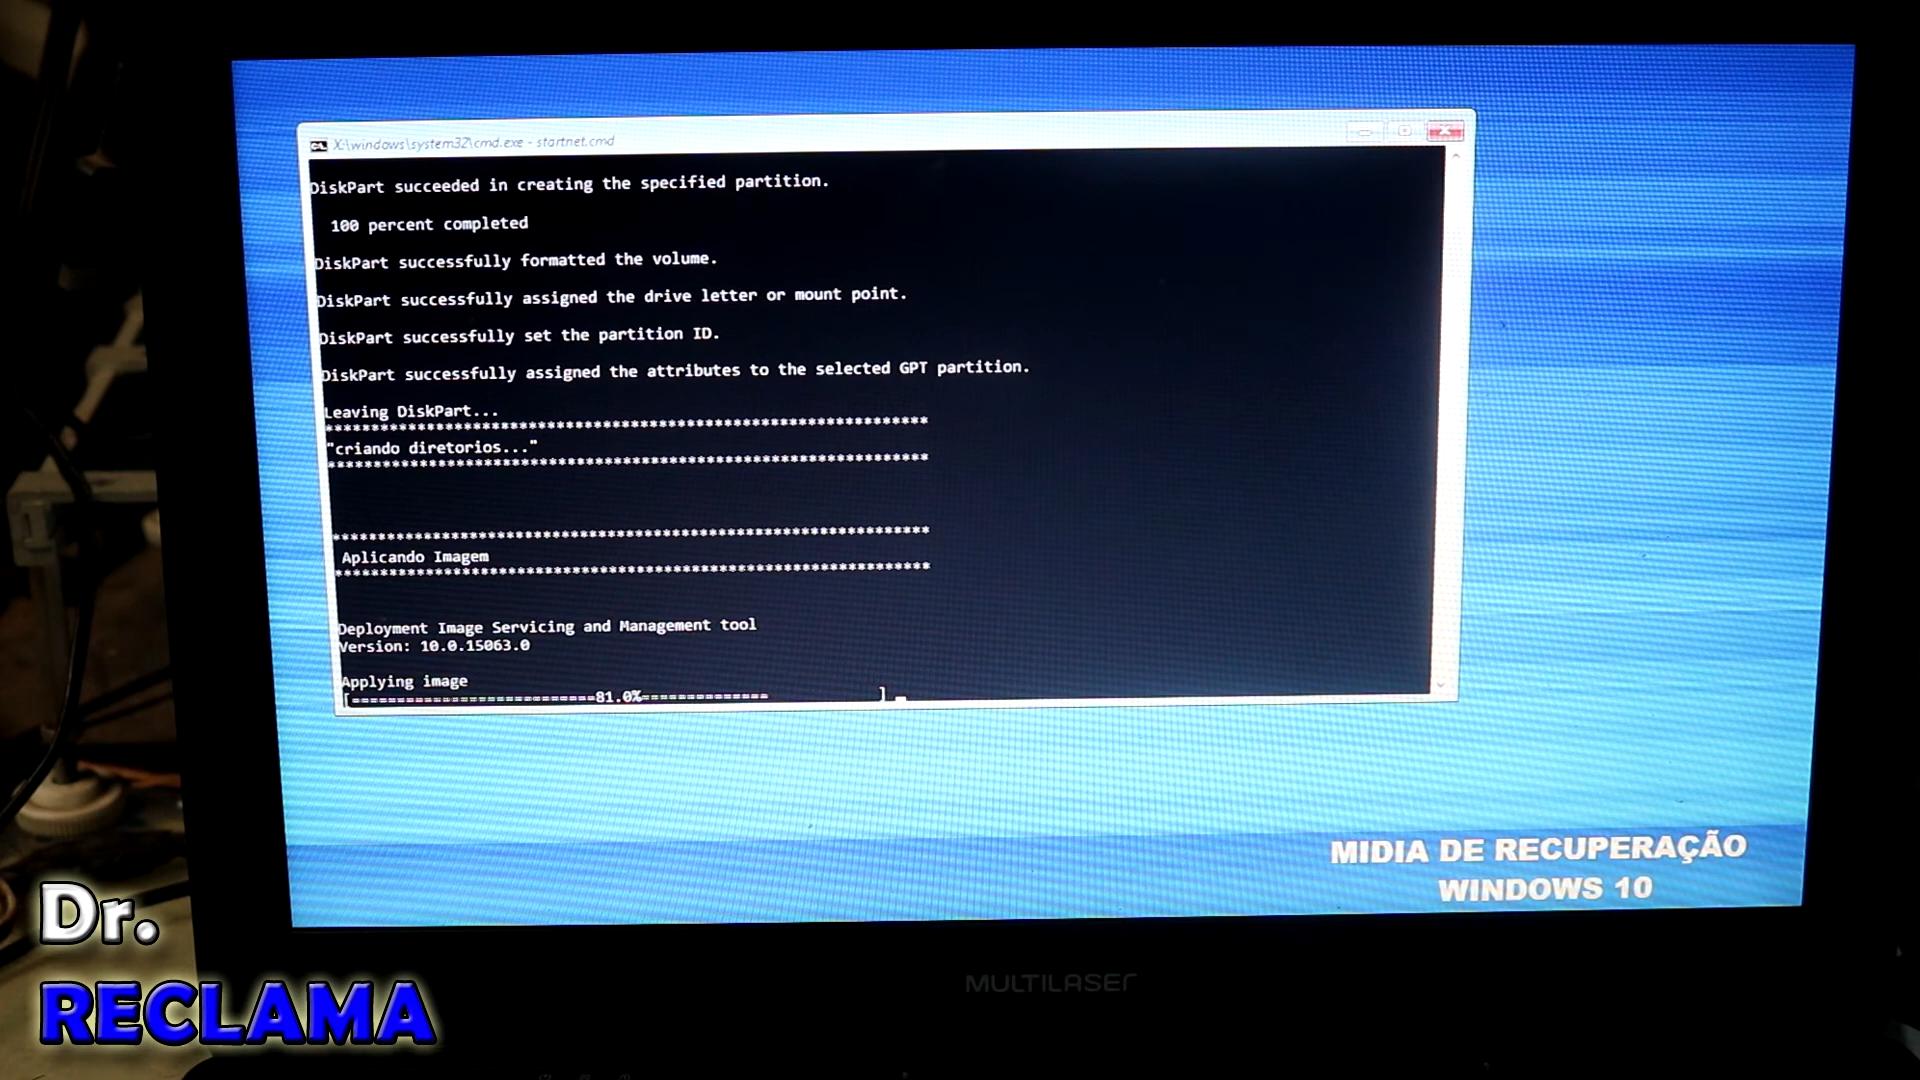 X:\windows\system32\cmd.exe - startnet.cmd
DiskPart succeeded in creating the specified partition.
100 percent completed
DiskPart successfully formatted the volume.
DiskPart successfully assigned the drive letter or mount point.
DiskPart successfully set the partition ID.
DiskPart successfully assigned the attributes to the selected GPT partition.
Leaving DiskPart...
******************************************************************
"criando diretorios..."
******************************************************************
******************************************************************
Aplicando Imagem
******************************************************************
Deployment Image Servicing and Management tool
Version: 10.0.15063.0
Applying image
[===========================81.0%==============             ]
MIDIA DE RECUPERAÇÃO
WINDOWS 10
MULTILASER
Dr.
RECLAMA